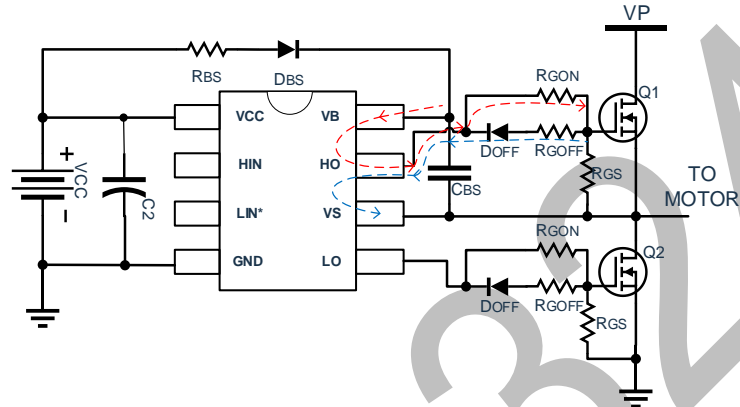 VP
RBS
DBS
RGON
Q1
VCC
VB
HIN
HO
DOFF
RGOFF
RGS
+
VCC
-
C2
CBS
TO
MOTOR
LIN*
VS
GND
LO
RGON
Q2
DOFF
RGOFF
RGS